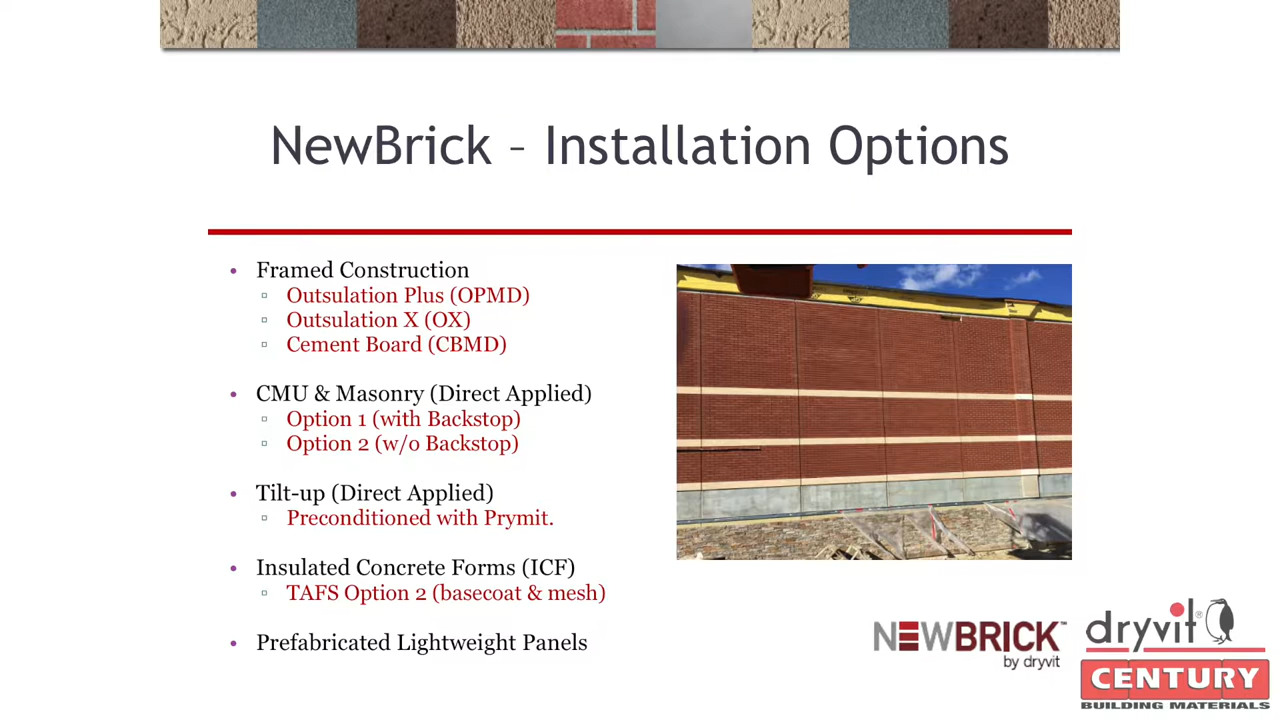 NewBrick – Installation Options
• Framed Construction
▫ Outsulation Plus (OPMD)
▫ Outsulation X (OX)
▫ Cement Board (CBMD)
• CMU & Masonry (Direct Applied)
▫ Option 1 (with Backstop)
▫ Option 2 (w/o Backstop)
• Tilt-up (Direct Applied)
▫ Preconditioned with Prymit.
• Insulated Concrete Forms (ICF)
▫ TAFS Option 2 (basecoat & mesh)
• Prefabricated Lightweight Panels
NEWBRICK™
by dryvit
dryvit®
CENTURY
BUILDING MATERIALS